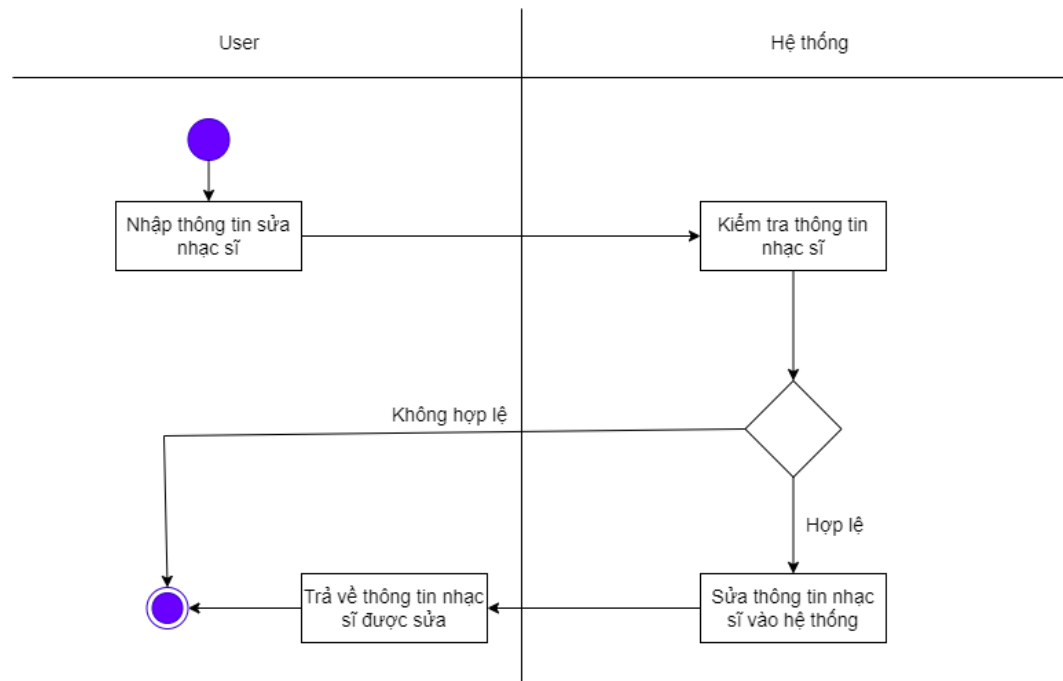 User
Hệ thống
Nhập thông tin sửa
nhạc sĩ
Kiểm tra thông tin
nhạc sĩ
Không hợp lệ
Hợp lệ
Trả về thông tin nhạc
sĩ được sửa
Sửa thông tin nhạc
sĩ vào hệ thống